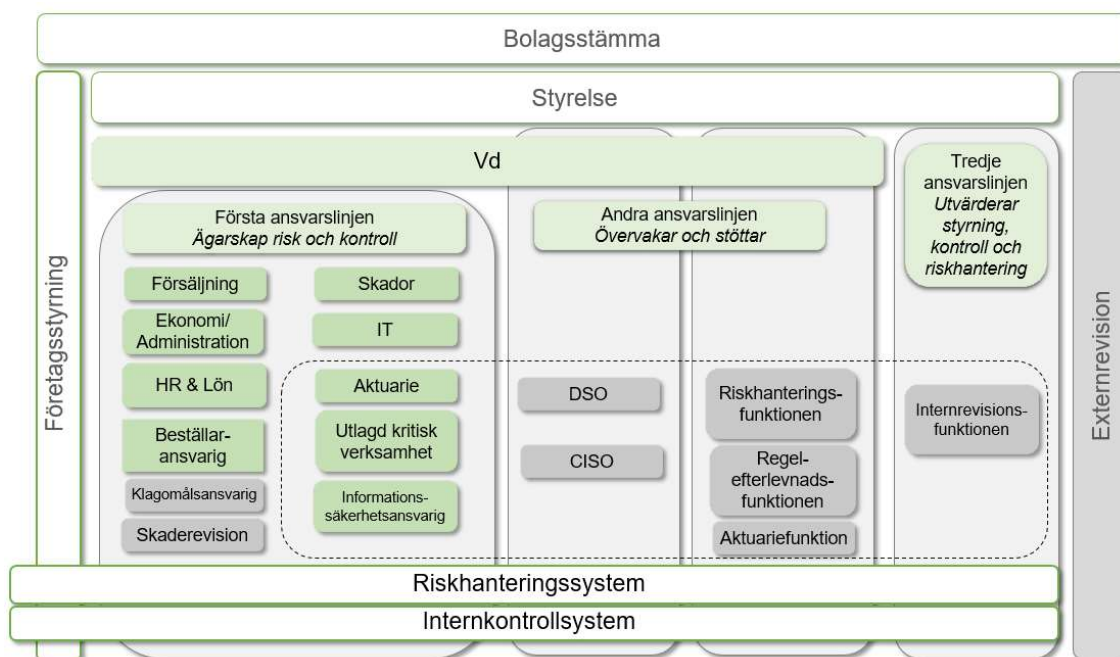 Bolagsstämma
Styrelse
Vd
Företagsstyrning
Externrevision
Första ansvarslinjen
Ägarskap risk och kontroll
Försäljning
Ekonomi/
Administration
HR & Lön
Beställar-
ansvarig
Klagomålsansvarig
Skaderevision
Skador
IT
Aktuarie
Utlagd kritisk
verksamhet
Informations-
säkerhetsansvarig
Andra ansvarslinjen
Övervakar och stöttar
DSO
CISO
Riskhanterings-
funktionen
Regel-
efterlevnads-
funktionen
Aktuariefunktion
Tredje
ansvarslinjen
Utvärderar
styrning,
kontroll och
riskhantering
Internrevisions-
funktionen
Riskhanteringssystem
Internkontrollsystem